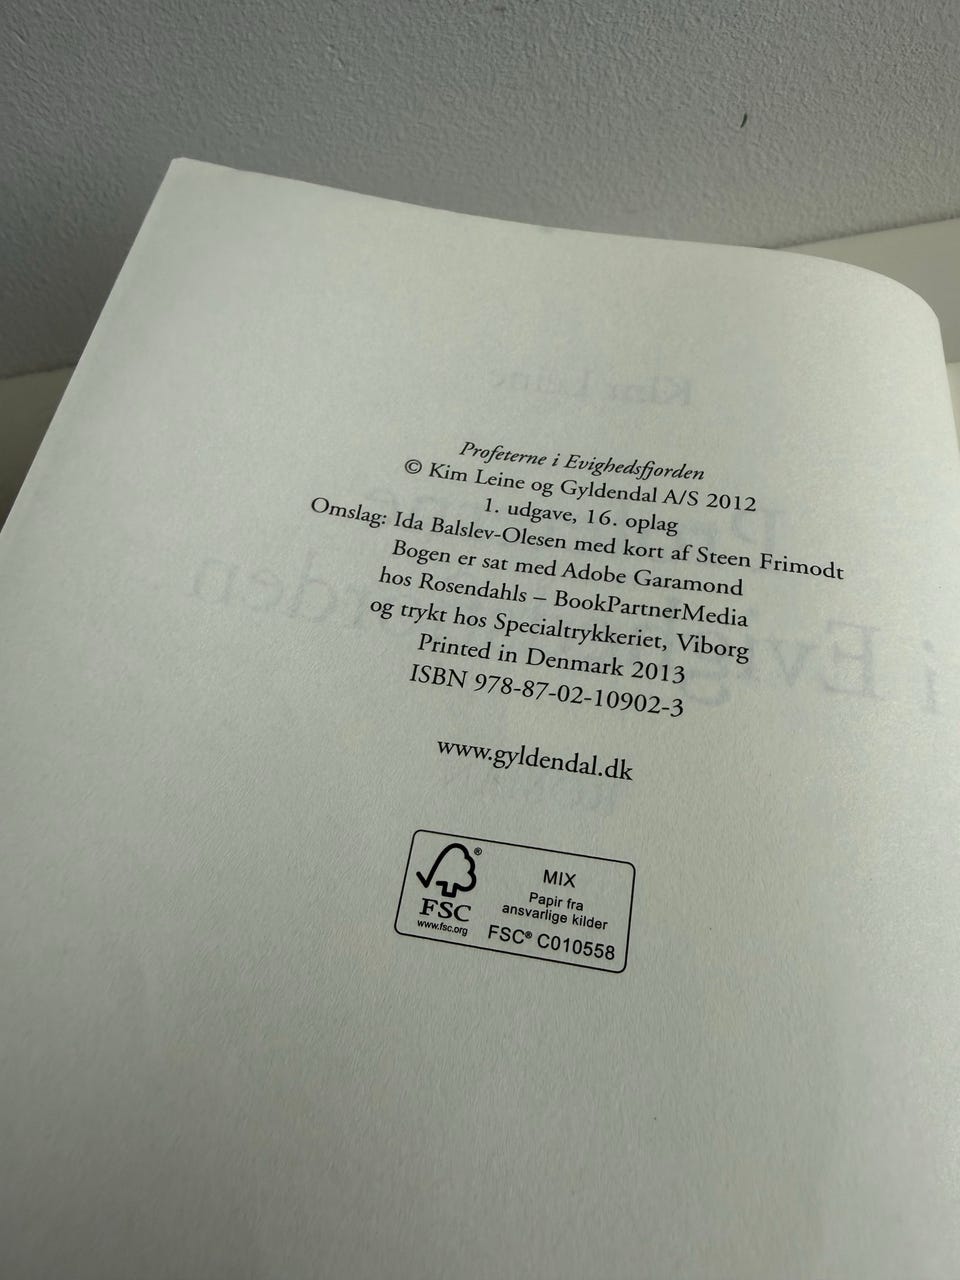 Profeterne i Evighedsfjorden
© Kim Leine og Gyldendal A/S 2012
1. udgave, 16. oplag
Omslag: Ida Balslev-Olesen med kort af Steen Frimodt
Bogen er sat med Adobe Garamond
hos Rosendahls – BookPartnerMedia
og trykt hos Specialtrykkeriet, Viborg
Printed in Denmark 2013
ISBN 978-87-02-10902-3
www.gyldendal.dk
FSC®
www.fsc.org
MIX
Papir fra
ansvarlige kilder
FSC® C010558